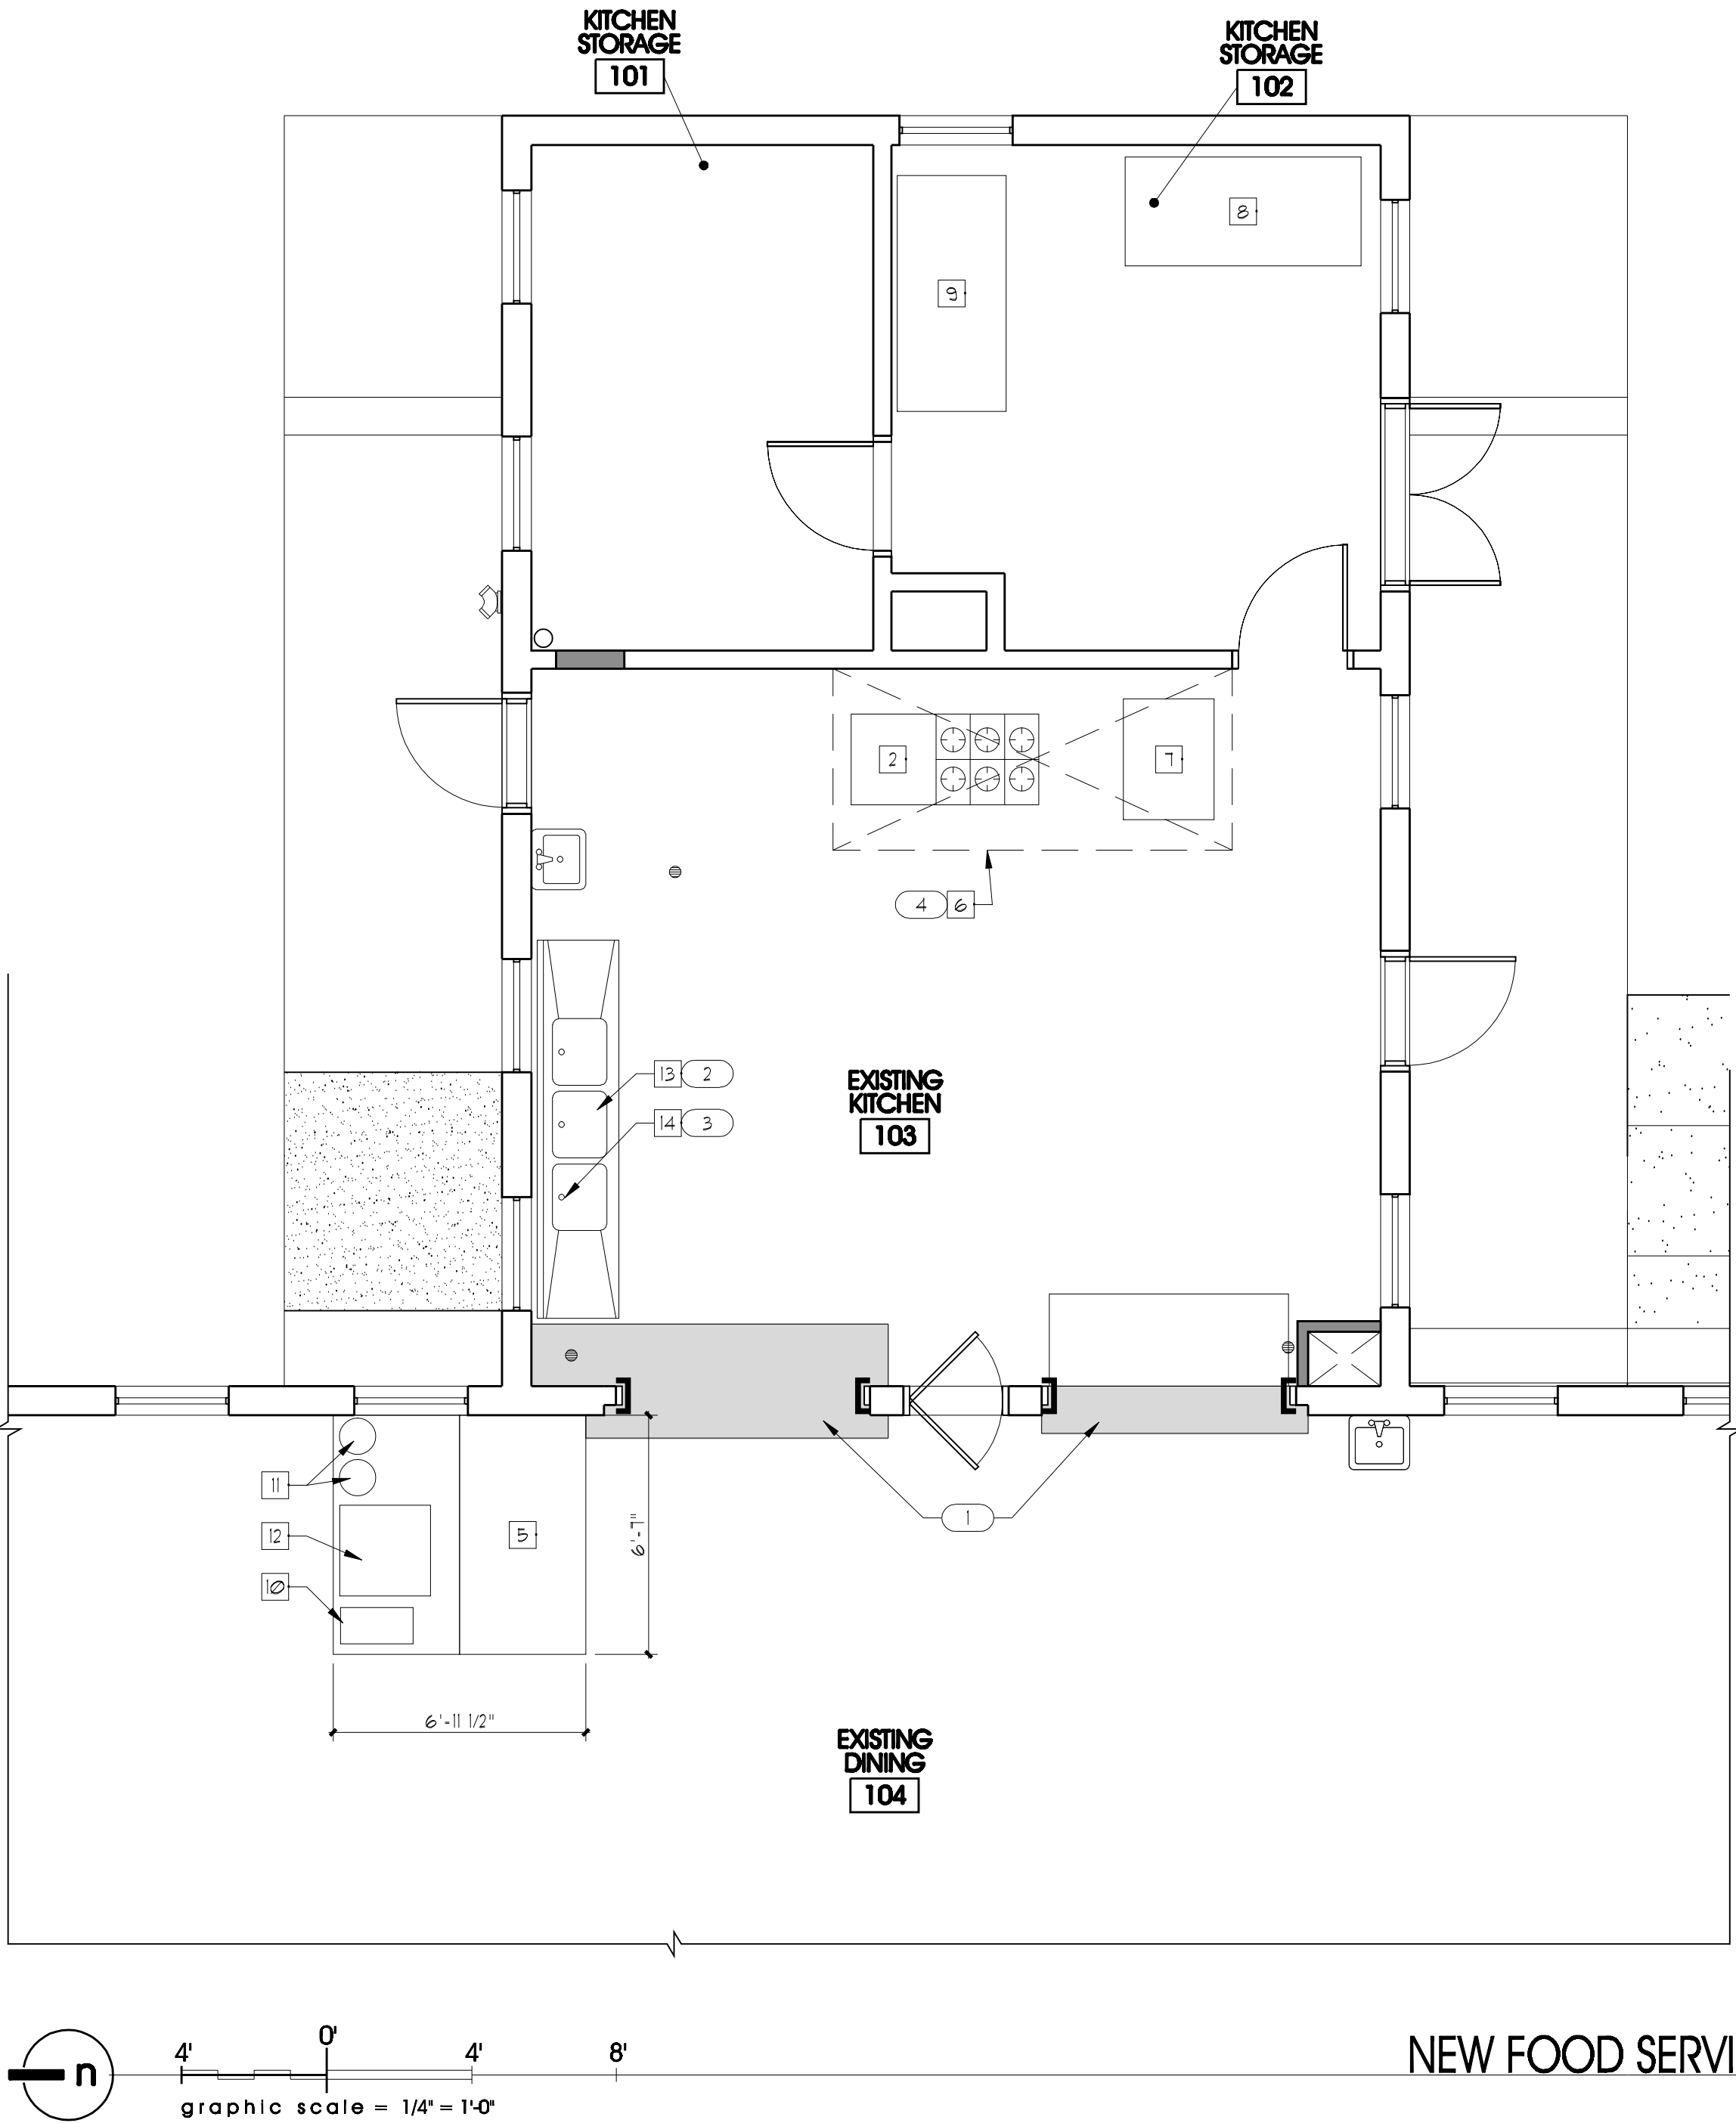 KITCHEN
STORAGE
101
KITCHEN
STORAGE
102
8
9
2
7
4 6
13 2
14 3
EXISTING
KITCHEN
103
11
12
10
5
6'-7"
1
6'-11 1/2"
EXISTING
DINING
104
n
4' 0' 4' 8'
graphic scale = 1/4" = 1'-0"
NEW FOOD SERVI